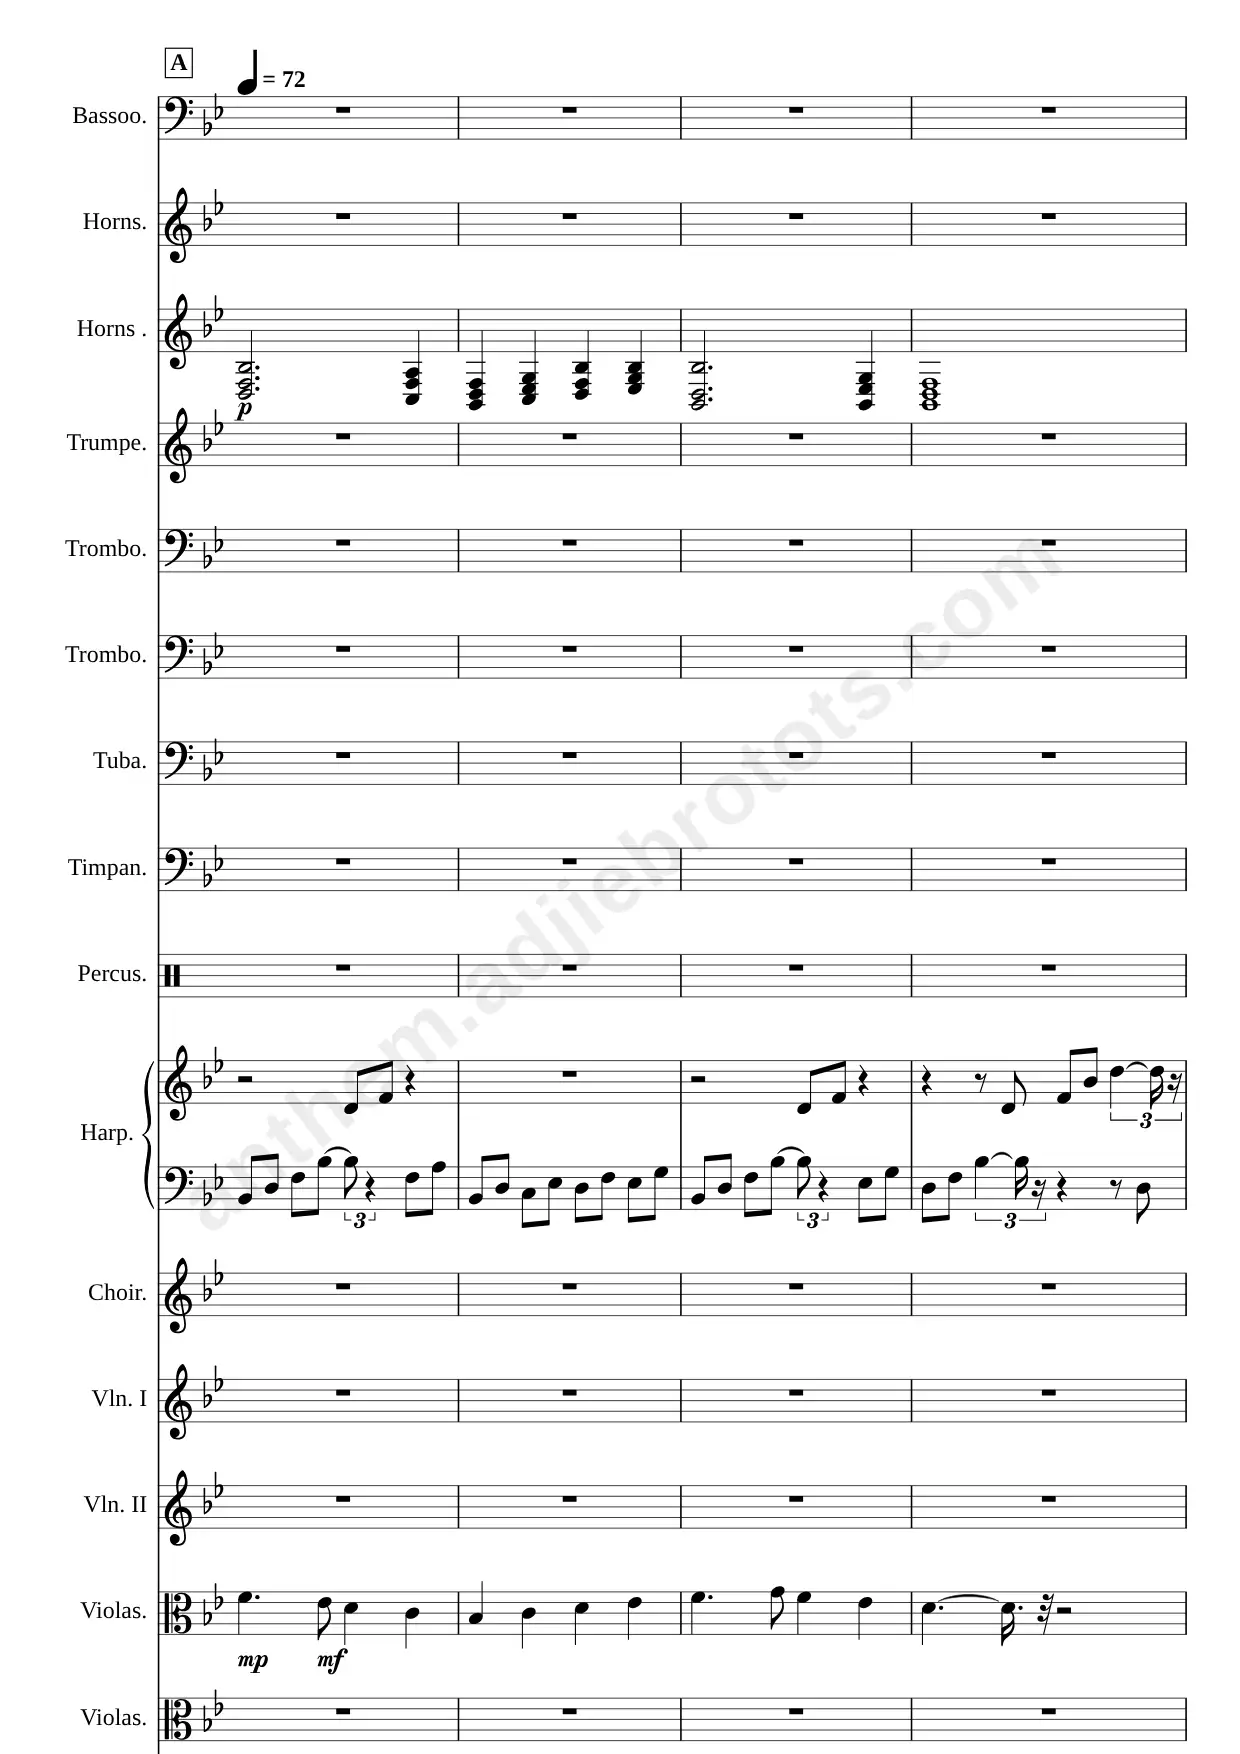 A
= 72
Bassoo.
Horns.
Horns .
p
Trumpe.
Trombo.
Trombo.
Tuba.
Timpan.
Percus.
Harp.
3
3
3
3
Choir.
Vln. I
Vln. II
Violas.
mp mf
Violas.
anthem.adjiebrotots.com